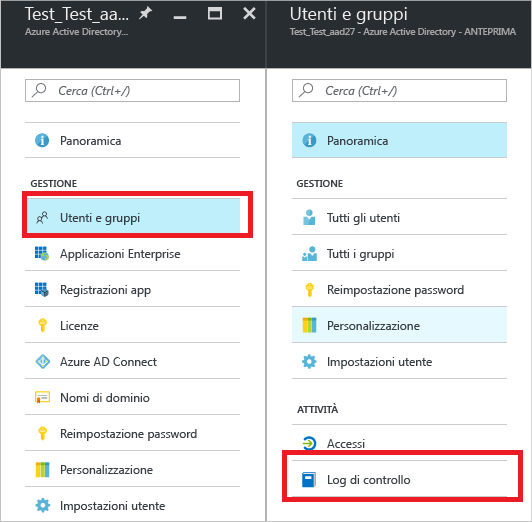 Test_Test_aa...
Azure Active Directory...
Cerca (Ctrl+/)
Panoramica
GESTIONE
Utenti e gruppi
Applicazioni Enterprise
Registrazioni app
Licenze
Azure AD Connect
Nomi di dominio
Reimpostazione password
Personalizzazione
Impostazioni utente
Utenti e gruppi
Test_Test_aad27 - Azure Active Directory - ANTEPRIMA
Cerca (Ctrl+/)
Panoramica
GESTIONE
Tutti gli utenti
Tutti i gruppi
Reimpostazione password
Personalizzazione
Impostazioni utente
ATTIVITÀ
Accessi
Log di controllo